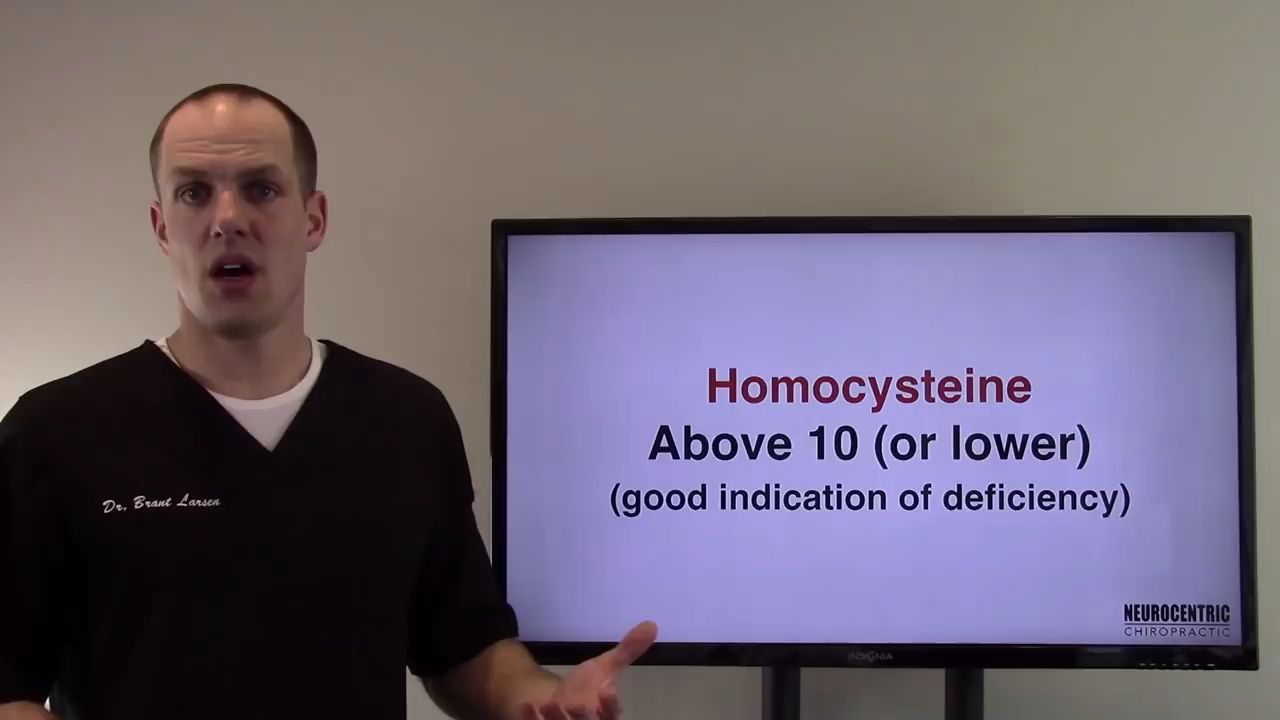 Dr. Brant Larsen
Homocysteine
Above 10 (or lower)
(good indication of deficiency)
NEUROCENTRIC
CHIROPRACTIC
INSIGNIA